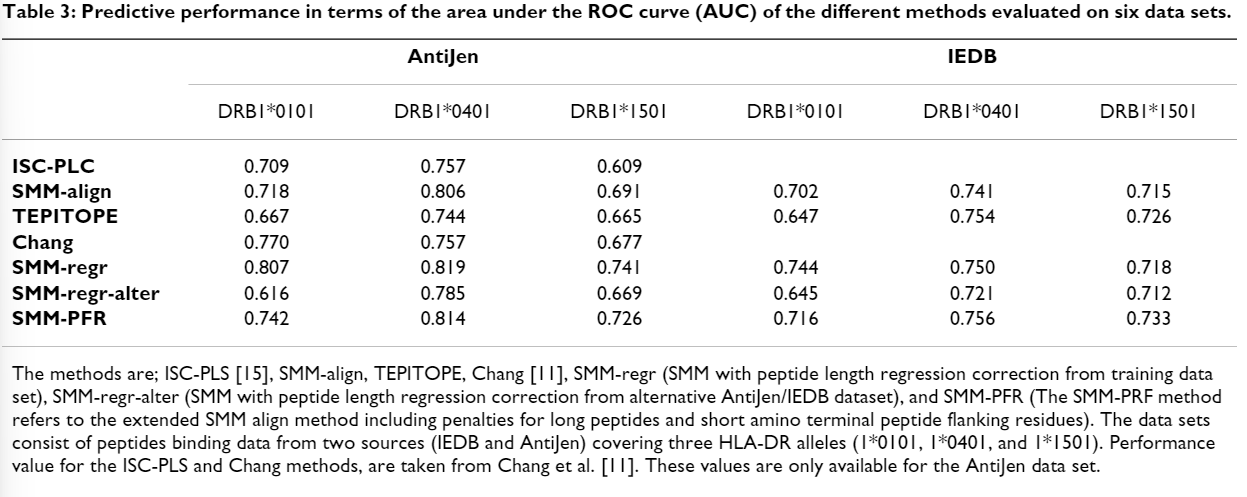 Table 3: Predictive performance in terms of the area under the ROC curve (AUC) of the different methods evaluated on six data sets.
AntiJen IEDB
DRB1*0101 DRB1*0401 DRB1*1501 DRB1*0101 DRB1*0401 DRB1*1501
ISC-PLC 0.709 0.757 0.609
SMM-align 0.718 0.806 0.691 0.702 0.741 0.715
TEPITOPE 0.667 0.744 0.665 0.647 0.754 0.726
Chang 0.770 0.757 0.677
SMM-regr 0.807 0.819 0.741 0.744 0.750 0.718
SMM-regr-alter 0.616 0.785 0.669 0.645 0.721 0.712
SMM-PFR 0.742 0.814 0.726 0.716 0.756 0.733
The methods are; ISC-PLS [15], SMM-align, TEPITOPE, Chang [11], SMM-regr (SMM with peptide length regression correction from training data
set), SMM-regr-alter (SMM with peptide length regression correction from alternative AntiJen/IEDB dataset), and SMM-PFR (The SMM-PRF method
refers to the extended SMM align method including penalties for long peptides and short amino terminal peptide flanking residues). The data sets
consist of peptides binding data from two sources (IEDB and AntiJen) covering three HLA-DR alleles (1*0101, 1*0401, and 1*1501). Performance
value for the ISC-PLS and Chang methods, are taken from Chang et al. [11]. These values are only available for the AntiJen data set.